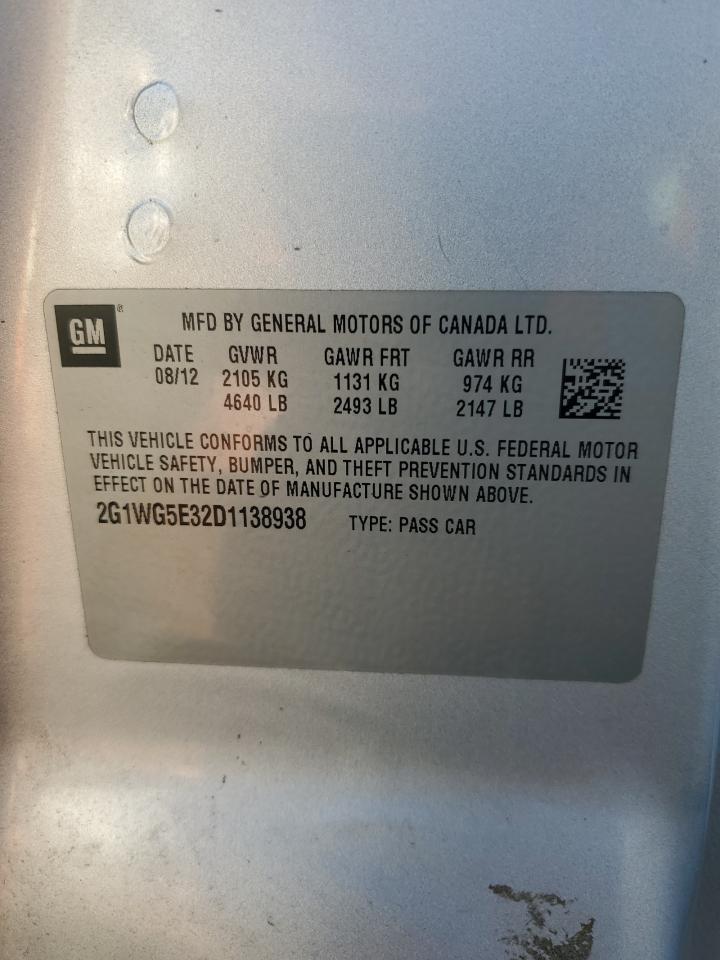 GM®
MFD BY GENERAL MOTORS OF CANADA LTD.
DATE GVWR GAWR FRT GAWR RR
08/12 2105 KG 1131 KG 974 KG
4640 LB 2493 LB 2147 LB
THIS VEHICLE CONFORMS TO ALL APPLICABLE U.S. FEDERAL MOTOR
VEHICLE SAFETY, BUMPER, AND THEFT PREVENTION STANDARDS IN
EFFECT ON THE DATE OF MANUFACTURE SHOWN ABOVE.
2G1WG5E32D1138938 TYPE: PASS CAR